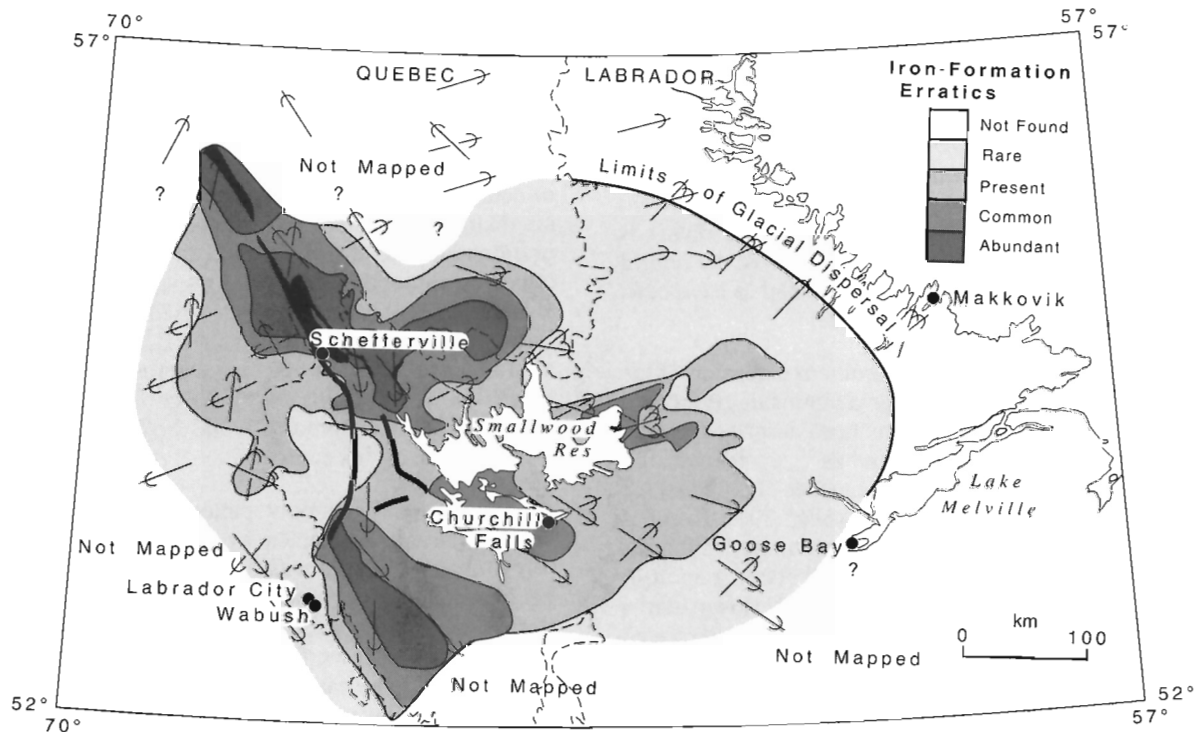 70°
57°
57°
57°
QUEBEC
LABRADOR
Iron-Formation
Erratics
Not Found
Rare
Present
Common
Abundant
Not Mapped
?
?
?
Limits of Glacial Dispersal
Makkovik
Schefferville
Smallwood
Res
Lake
Melville
Churchill
Falls
Goose Bay
?
Not Mapped
Labrador City
Wabush
km
0 100
Not Mapped
Not Mapped
52°
70°
52°
57°